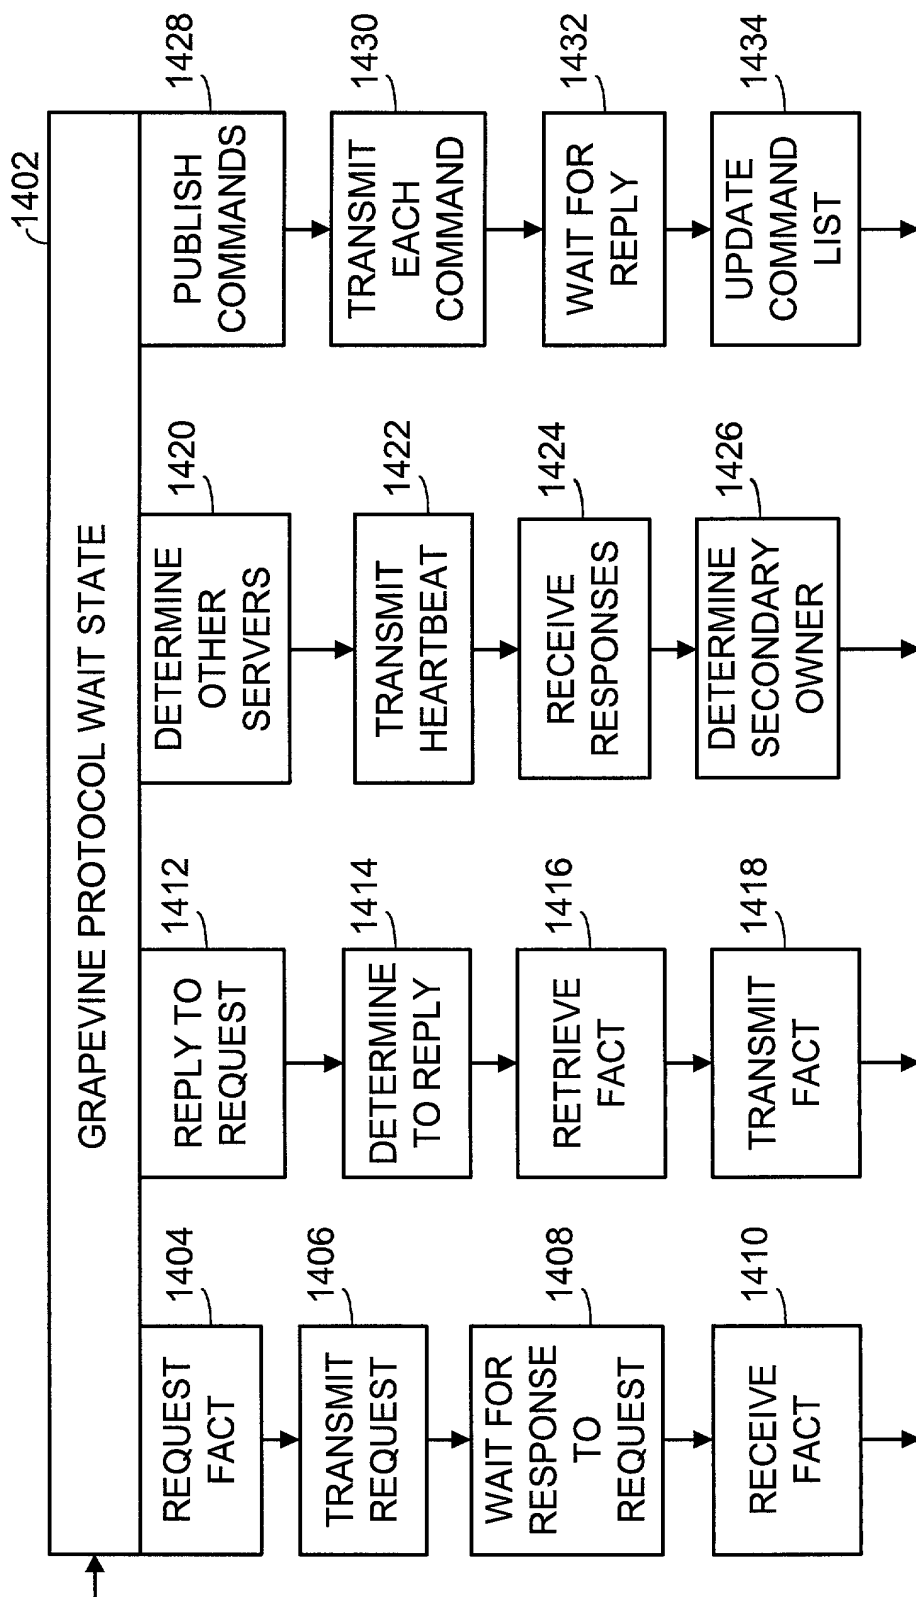 1402
GRAPEVINE PROTOCOL WAIT STATE
1404
REQUEST
FACT
1406
TRANSMIT
REQUEST
1408
WAIT FOR
RESPONSE
TO
REQUEST
1410
RECEIVE
FACT
1412
REPLY TO
REQUEST
1414
DETERMINE
TO REPLY
1416
RETRIEVE
FACT
1418
TRANSMIT
FACT
1420
DETERMINE
OTHER
SERVERS
1422
TRANSMIT
HEARTBEAT
1424
RECEIVE
RESPONSES
1426
DETERMINE
SECONDARY
OWNER
1428
PUBLISH
COMMANDS
1430
TRANSMIT
EACH
COMMAND
1432
WAIT FOR
REPLY
1434
UPDATE
COMMAND
LIST